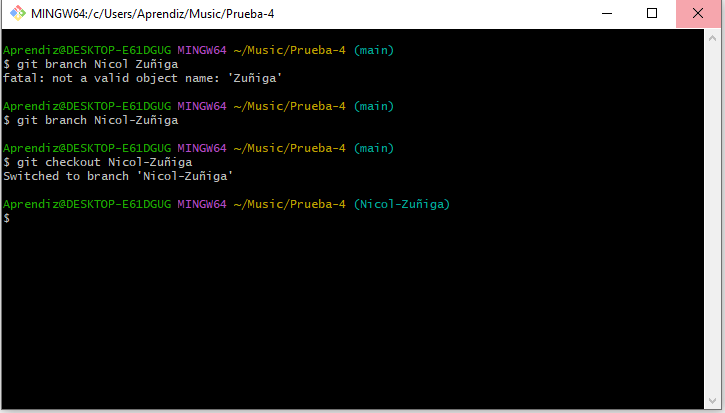 MINGW64:/c/Users/Aprendiz/Music/Prueba-4
Aprendiz@DESKTOP-E61DGUG MINGW64 ~/Music/Prueba-4 (main)
$ git branch Nicol Zuñiga
fatal: not a valid object name: 'Zuñiga'
Aprendiz@DESKTOP-E61DGUG MINGW64 ~/Music/Prueba-4 (main)
$ git branch Nicol-Zuñiga
Aprendiz@DESKTOP-E61DGUG MINGW64 ~/Music/Prueba-4 (main)
$ git checkout Nicol-Zuñiga
Switched to branch 'Nicol-Zuñiga'
Aprendiz@DESKTOP-E61DGUG MINGW64 ~/Music/Prueba-4 (Nicol-Zuñiga)
$